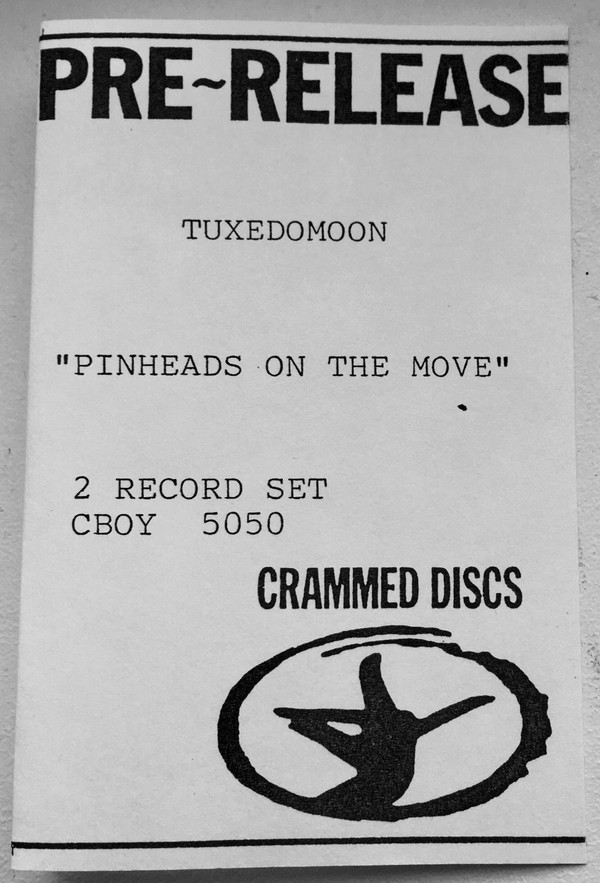 PRE~RELEASE
TUXEDOMOON
"PINHEADS ON THE MOVE"
2 RECORD SET
CBOY 5050
CRAMMED DISCS